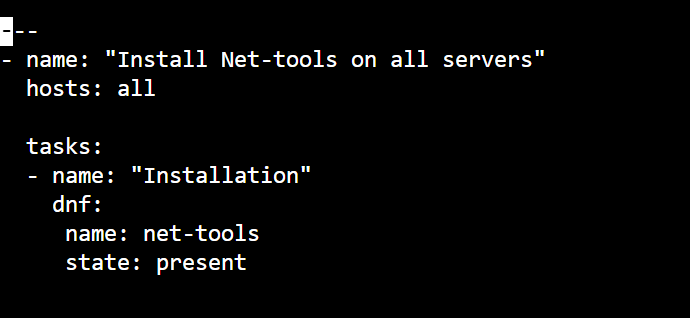 ---
- name: "Install Net-tools on all servers"
  hosts: all

  tasks:
  - name: "Installation"
    dnf:
     name: net-tools
     state: present